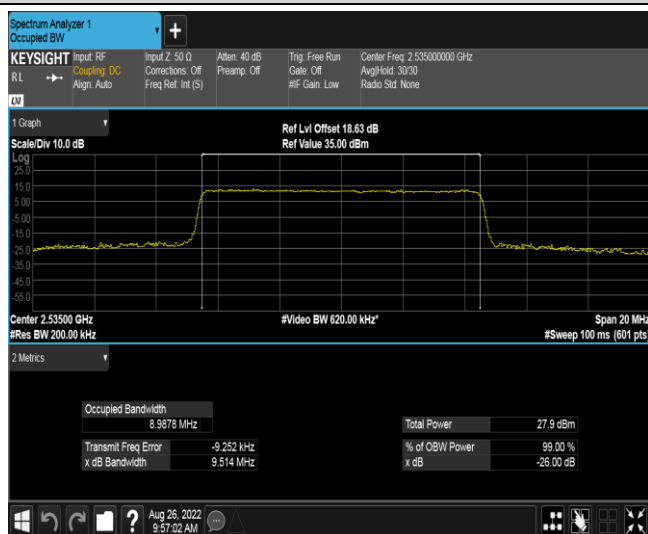 Spectrum Analyzer 1
Occupied BW
+
KEYSIGHT
RL
LXI
Input: RF
Coupling: DC
Align: Auto
Input Z: 50 Ω
Corrections: Off
Freq Ref: Int (S)
Atten: 40 dB
Preamp: Off
Trig: Free Run
Gate: Off
#IF Gain: Low
Center Freq: 2.535000000 GHz
Avg|Hold: 30/30
Radio Std: None
1 Graph
Scale/Div 10.0 dB
Ref Lvl Offset 18.63 dB
Ref Value 35.00 dBm
Log
25.0
15.0
5.00
-5.00
-15.0
-25.0
-35.0
-45.0
-55.0
Center 2.53500 GHz
#Res BW 200.00 kHz
#Video BW 620.00 kHz*
Span 20 MHz
#Sweep 100 ms (601 pts)
2 Metrics
Occupied Bandwidth
8.9878 MHz
Total Power 27.9 dBm
Transmit Freq Error -9.252 kHz
% of OBW Power 99.00 %
x dB Bandwidth 9.514 MHz
x dB -26.00 dB
?
Aug 26, 2022
9:57:02 AM